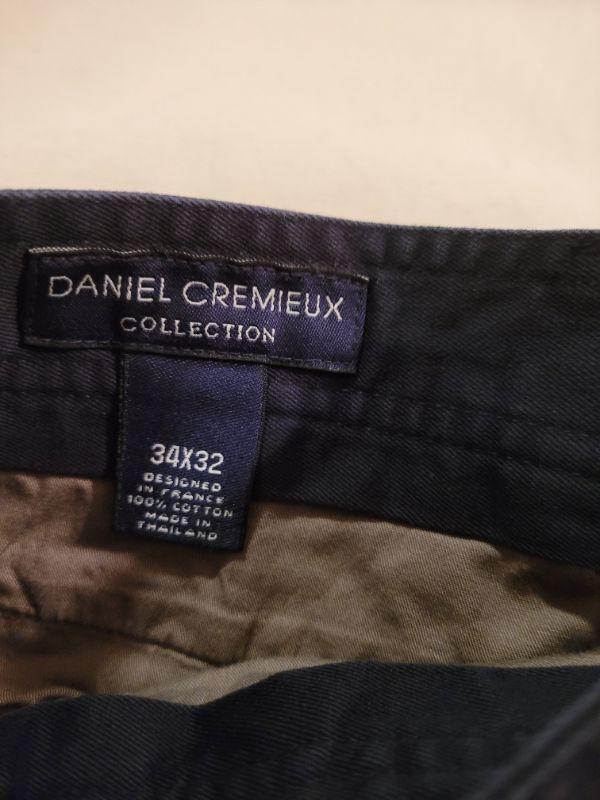 DANIEL CREMIEUX
COLLECTION
34X32
DESIGNED
IN FRANCE
100% COTTON
MADE IN
THAILAND